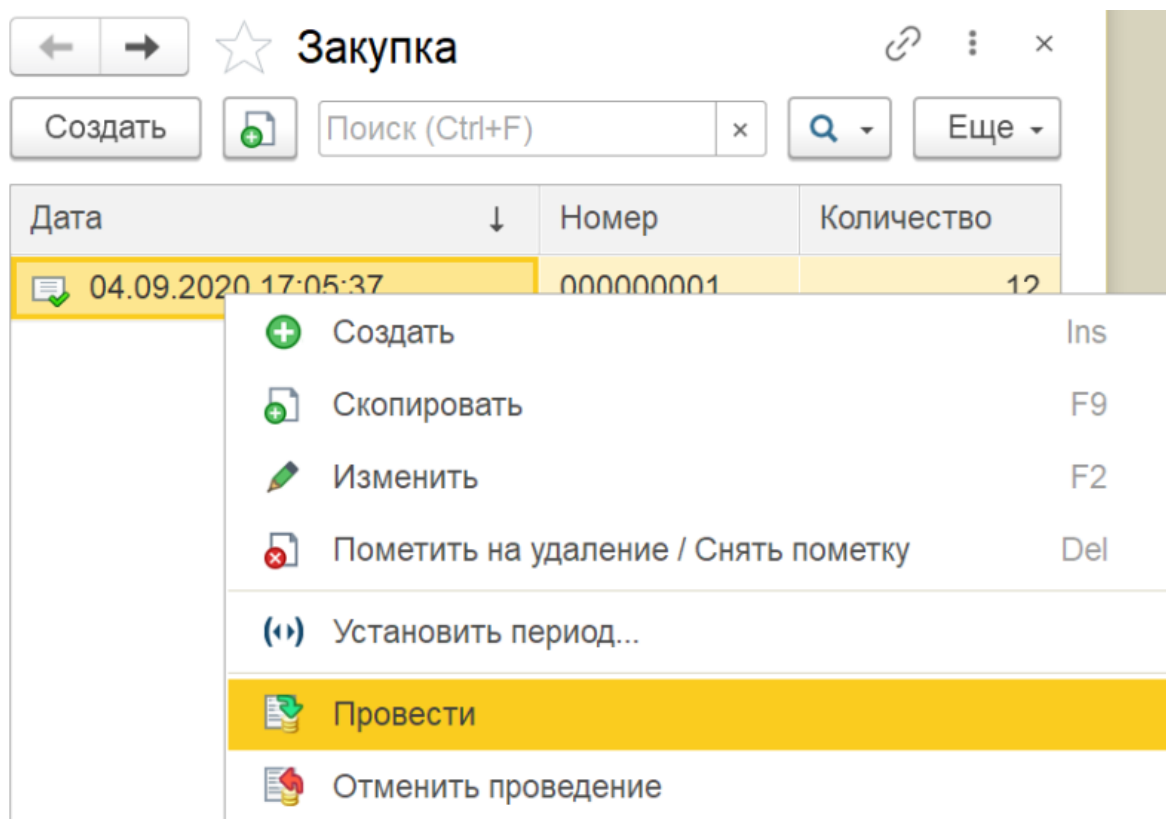 Закупка
Создать Поиск (Ctrl+F) Еще
Дата Номер Количество
04.09.2020 17:05:37 000000001 12
Создать Ins
Скопировать F9
Изменить F2
Пометить на удаление / Снять пометку Del
Установить период...
Провести
Отменить проведение